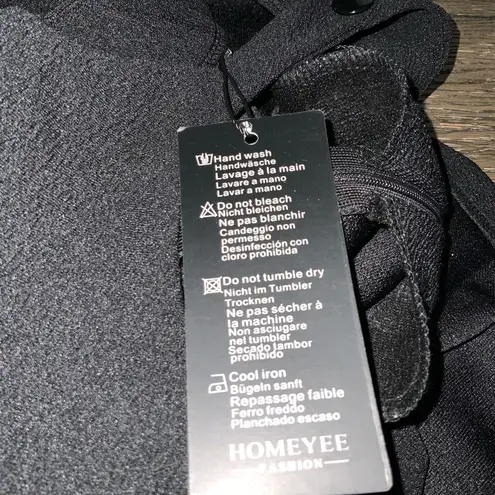 Hand wash
Handwäsche
Lavage à la main
Lavare a mano
Lavar a mano
Do not bleach
Nicht bleichen
Ne pas blanchir
Candeggio non
permesso
Desinfección con
cloro prohibida
Do not tumble dry
Nicht im Tumbler
Trocknen
Ne pas sécher à
la machine
Non asciugare
nel tumbler
Secado tambor
prohibido
Cool iron
Bügeln sanft
Repassage faible
Ferro freddo
Planchado escaso
HOMEYEE
FASHION